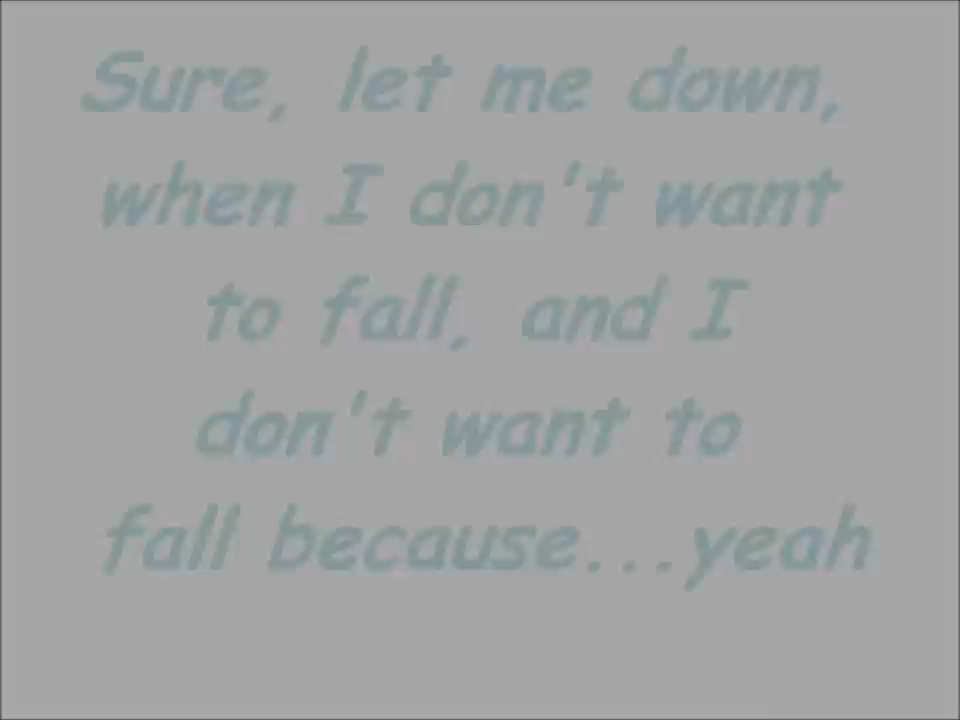 Sure, let me down,
when I don't want
to fall, and I
don't want to
fall because...yeah